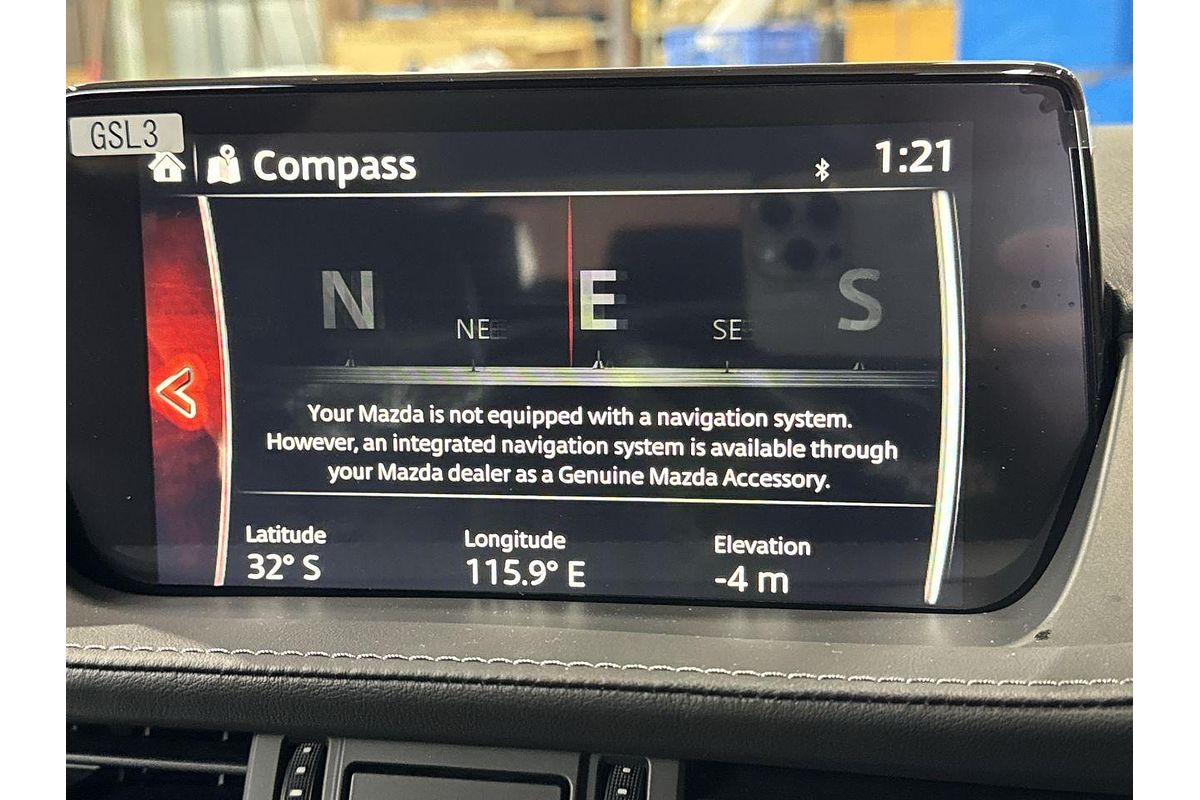 GSL3
Compass 1:21
N NE E SE S
Your Mazda is not equipped with a navigation system.
However, an integrated navigation system is available through
your Mazda dealer as a Genuine Mazda Accessory.
Latitude Longitude Elevation
32° S 115.9° E -4 m